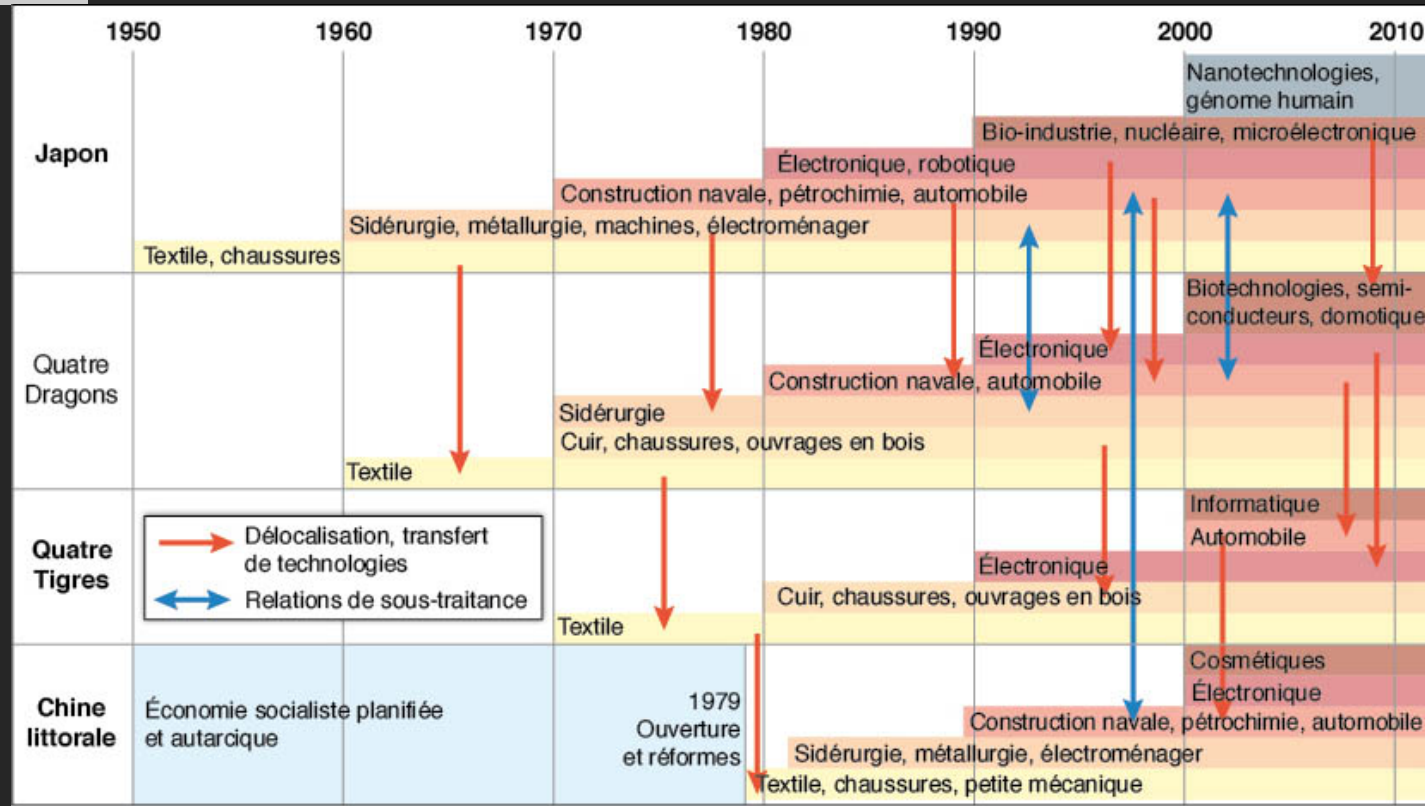 1950 1960 1970 1980 1990 2000 2010
Japon
Nanotechnologies,
génome humain
Bio-industrie, nucléaire, microélectronique
Électronique, robotique
Construction navale, pétrochimie, automobile
Sidérurgie, métallurgie, machines, électroménager
Textile, chaussures
Quatre
Dragons
Biotechnologies, semi-
conducteurs, domotique
Électronique
Construction navale, automobile
Sidérurgie
Cuir, chaussures, ouvrages en bois
Textile
Quatre
Tigres
Informatique
Automobile
Électronique
Cuir, chaussures, ouvrages en bois
Textile
Délocalisation, transfert
de technologies
Relations de sous-traitance
Chine
littorale
Économie socialiste planifiée
et autarcique
1979
Ouverture
et réformes
Cosmétiques
Électronique
Construction navale, pétrochimie, automobile
Sidérurgie, métallurgie, électroménager
Textile, chaussures, petite mécanique